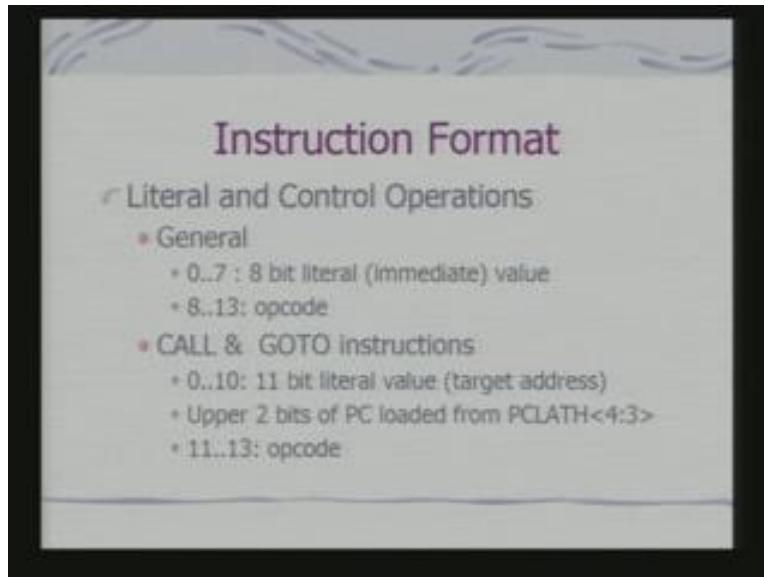 Instruction Format
Literal and Control Operations
General
0..7 : 8 bit literal (immediate) value
8..13: opcode
CALL & GOTO instructions
0..10: 11 bit literal value (target address)
Upper 2 bits of PC loaded from PCLATH<4:3>
11..13: opcode